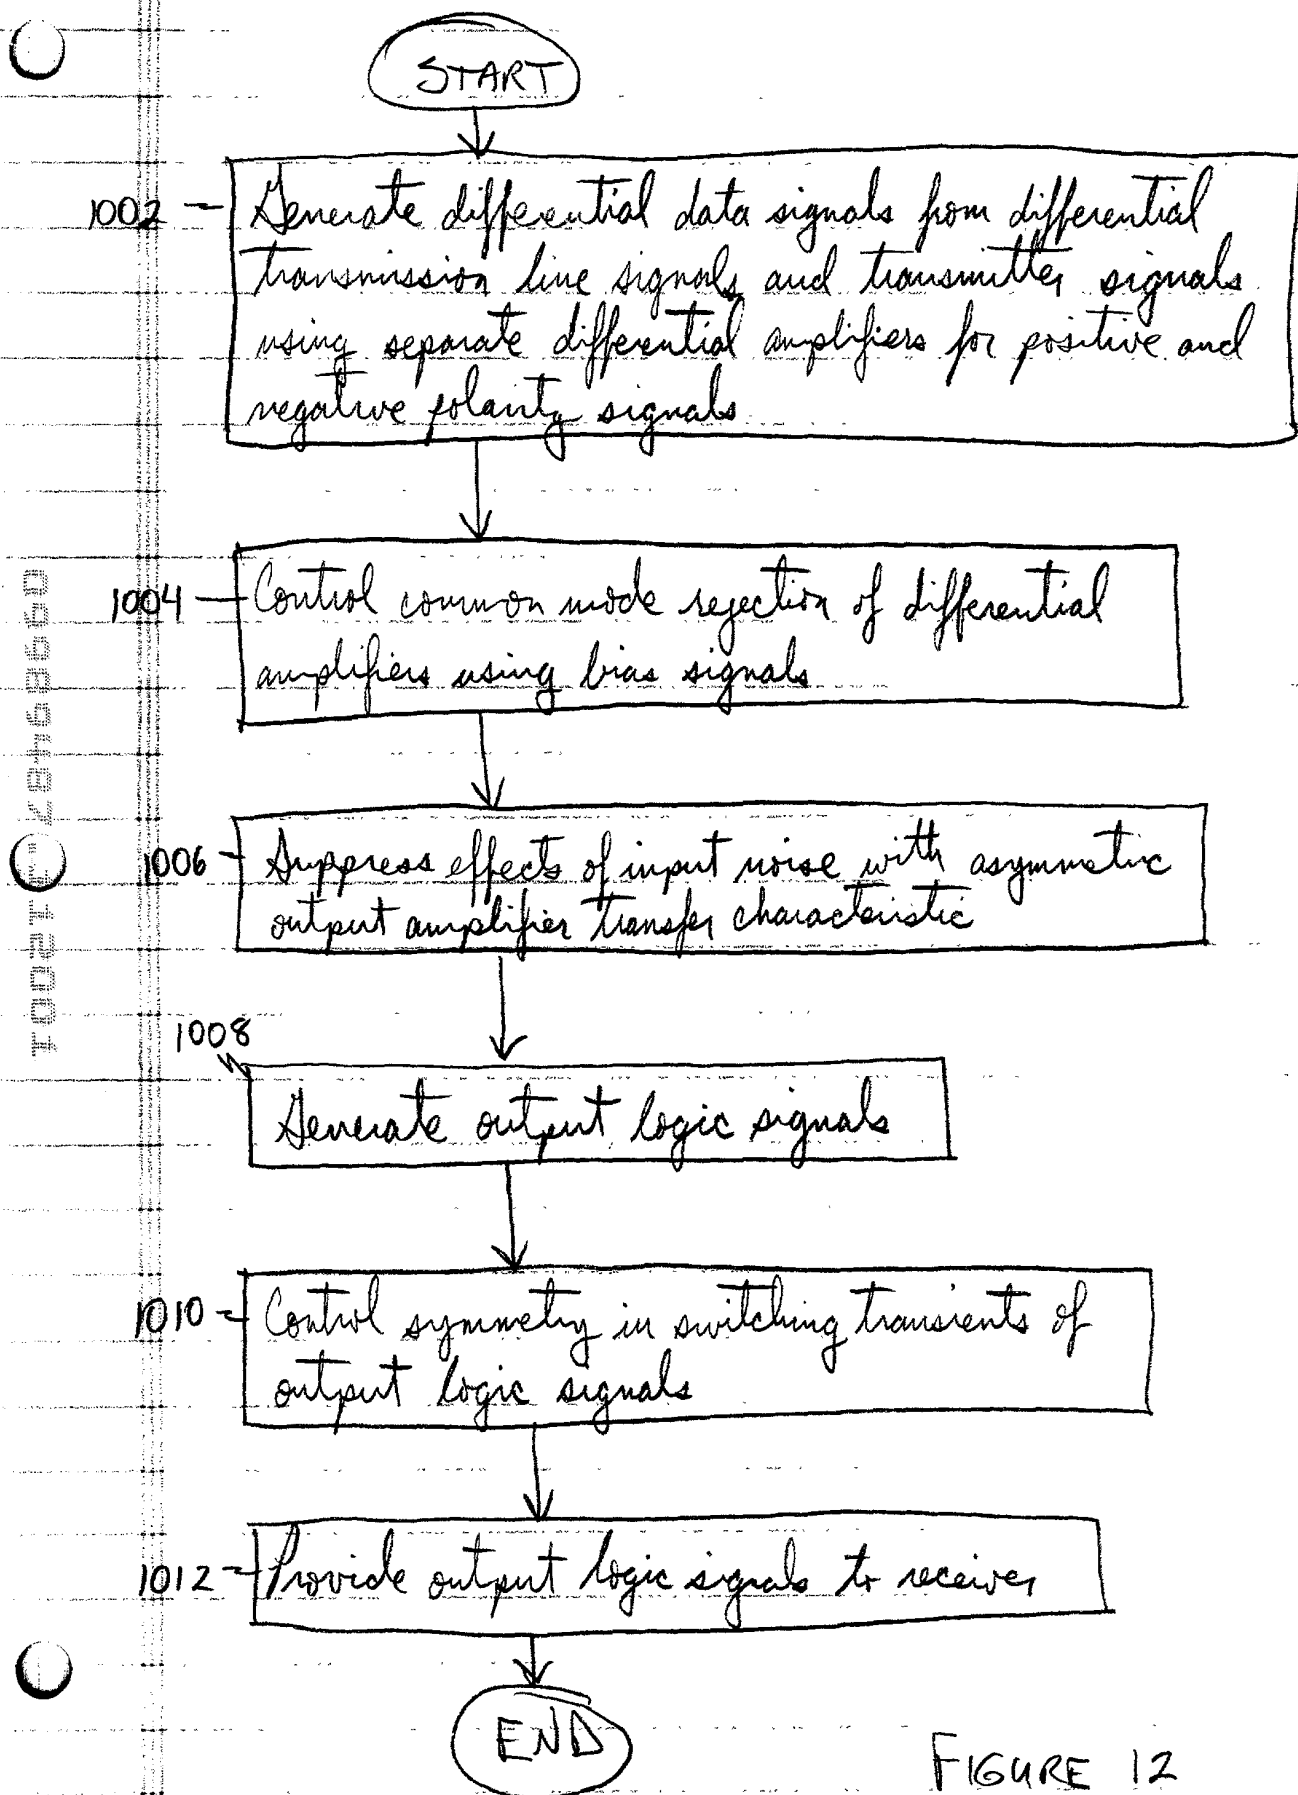 START
1002
Generate differential data signals from differential
transmission line signals and transmitter signals
using separate differential amplifiers for positive and
negative polarity signals
1004
Control common mode rejection of differential
amplifiers using bias signals
1006
Suppress effects of input noise with asymmetric
output amplifier transfer characteristic
1008
Generate output logic signals
1010
Control symmetry in switching transients of
output logic signals
1012
Provide output logic signals to receiver
END
FIGURE 12